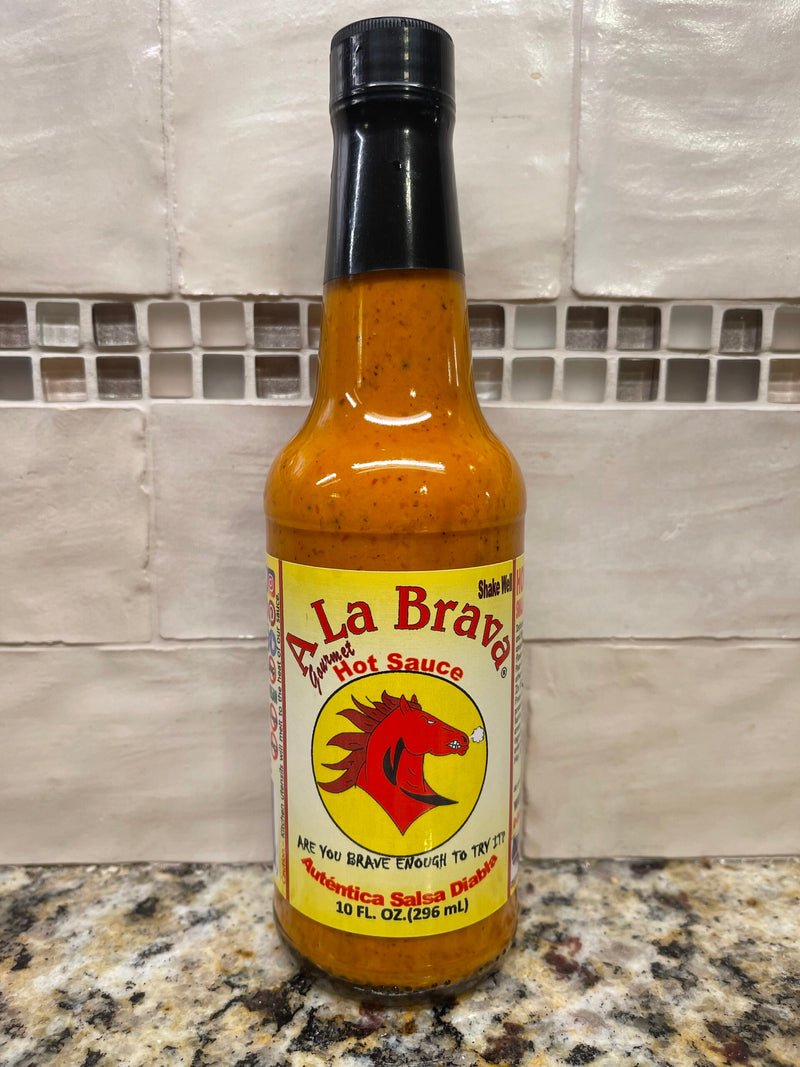 Shake Well
A La Brava®
Gourmet
Hot Sauce
ARE YOU BRAVE ENOUGH TO TRY IT?
Auténtica Salsa Diablo
10 FL. OZ.(296 mL)